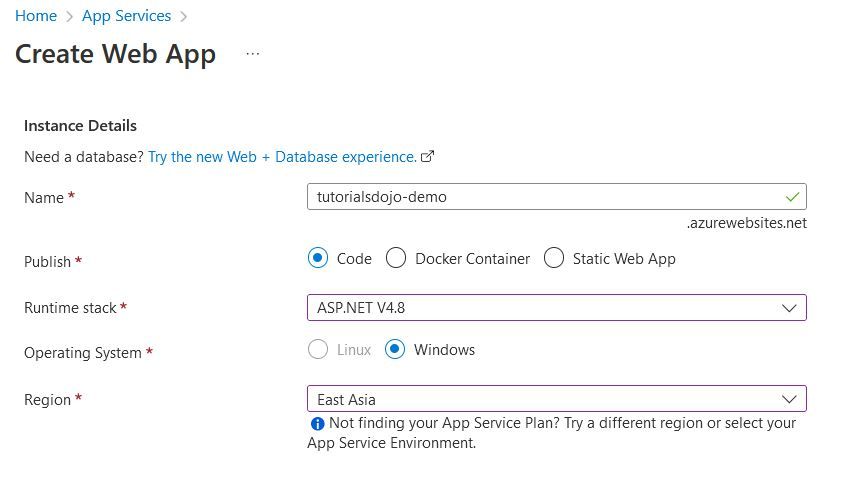 Home > App Services >
Create Web App ...
Instance Details
Need a database? Try the new Web + Database experience.
Name * tutorialsdojo-demo
.azurewebsites.net
Publish * Code Docker Container Static Web App
Runtime stack * ASP.NET V4.8
Operating System * Linux Windows
Region * East Asia
Not finding your App Service Plan? Try a different region or select your
App Service Environment.